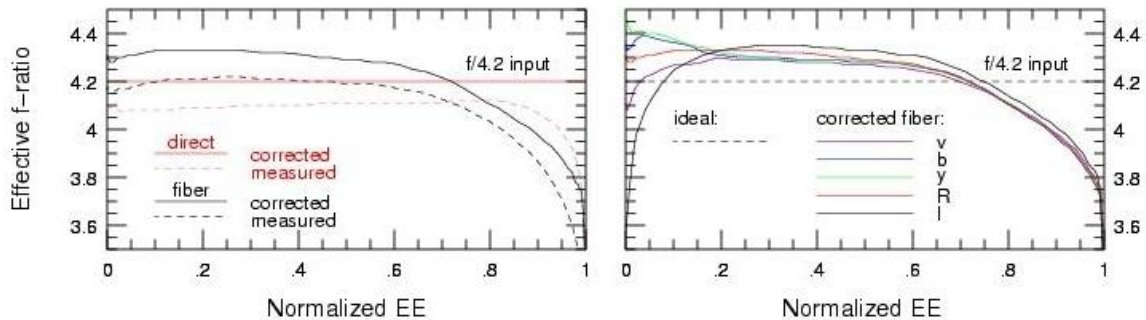 Effective f-ratio
4.4
4.2
4
3.8
3.6
f/4.2 input
direct
corrected
measured
fiber
corrected
measured
0 .2 .4 .6 .8 1
Normalized EE
f/4.2 input
ideal:
corrected fiber:
v
b
y
R
I
4.4
4.2
4
3.8
3.6
0 .2 .4 .6 .8 1
Normalized EE